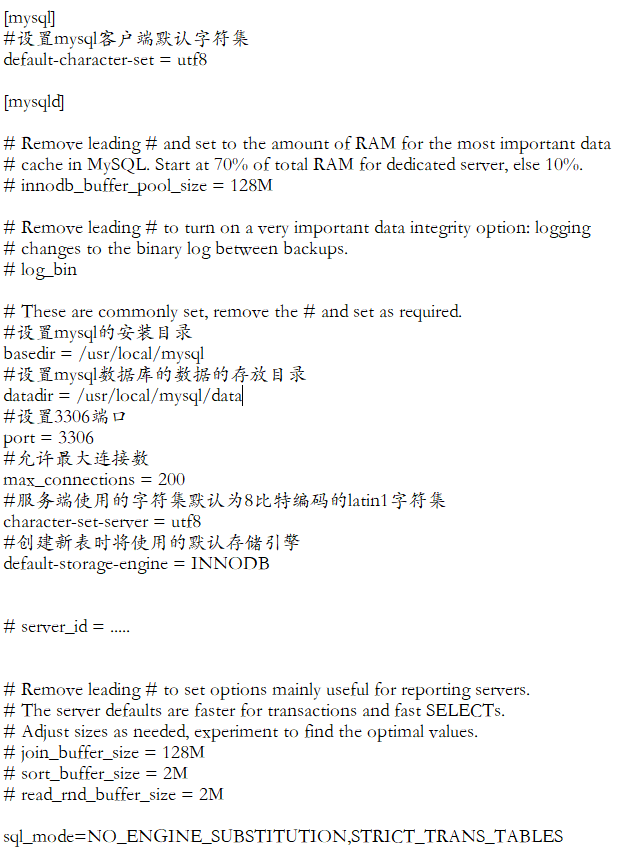 [mysql]
#设置mysql客户端默认字符集
default-character-set = utf8
[mysqld]
# Remove leading # and set to the amount of RAM for the most important data
# cache in MySQL. Start at 70% of total RAM for dedicated server, else 10%.
# innodb_buffer_pool_size = 128M
# Remove leading # to turn on a very important data integrity option: logging
# changes to the binary log between backups.
# log_bin
# These are commonly set, remove the # and set as required.
#设置mysql的安装目录
basedir = /usr/local/mysql
#设置mysql数据库的数据的存放目录
datadir = /usr/local/mysql/data
#设置3306端口
port = 3306
#允许最大连接数
max_connections = 200
#服务端使用的字符集默认为8比特编码的latin1字符集
character-set-server = utf8
#创建新表时将使用的默认存储引擎
default-storage-engine = INNODB
# server_id = .....
# Remove leading # to set options mainly useful for reporting servers.
# The server defaults are faster for transactions and fast SELECTs.
# Adjust sizes as needed, experiment to find the optimal values.
# join_buffer_size = 128M
# sort_buffer_size = 2M
# read_rnd_buffer_size = 2M
sql_mode=NO_ENGINE_SUBSTITUTION,STRICT_TRANS_TABLES